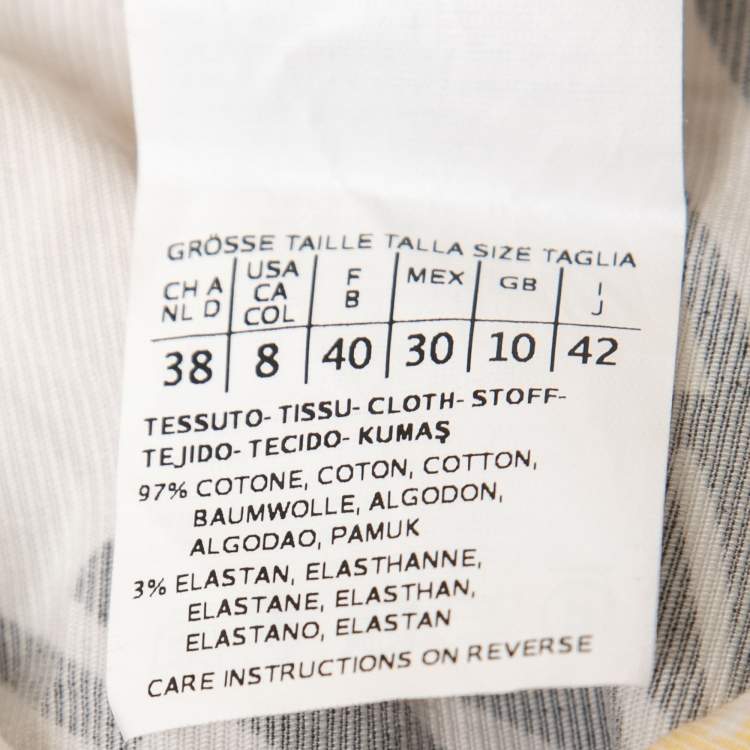 GRÖSSE TAILLE TALLA SIZE TAGLIA
CH A NL D | USA CA COL | F B | MEX | GB | I J
38 | 8 | 40 | 30 | 10 | 42
TESSUTO- TISSU- CLOTH- STOFF-
TEJIDO- TECIDO- KUMAŞ
97% COTONE, COTON, COTTON,
BAUMWOLLE, ALGODON,
ALGODAO, PAMUK
3% ELASTAN, ELASTHANNE,
ELASTANE, ELASTHAN,
ELASTANO, ELASTAN
CARE INSTRUCTIONS ON REVERSE